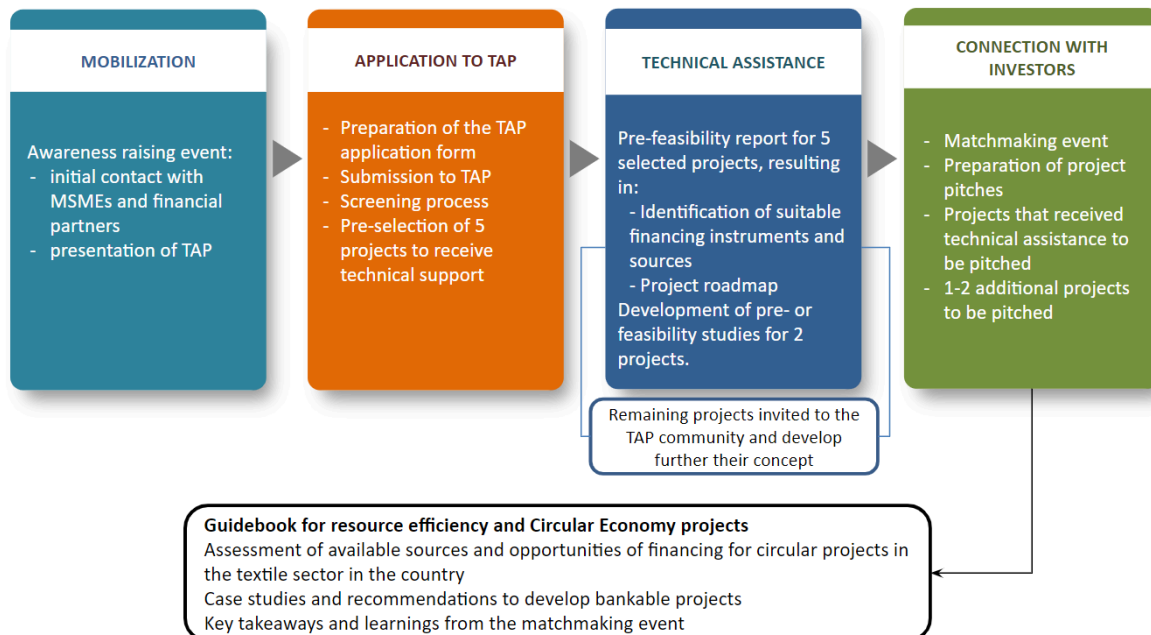 MOBILIZATION
Awareness raising event:
- initial contact with
MSMEs and financial
partners
- presentation of TAP
APPLICATION TO TAP
- Preparation of the TAP
application form
- Submission to TAP
- Screening process
- Pre-selection of 5
projects to receive
technical support
TECHNICAL ASSISTANCE
Pre-feasibility report for 5
selected projects, resulting
in:
- Identification of suitable
financing instruments and
sources
- Project roadmap
Development of pre- or
feasibility studies for 2
projects.
Remaining projects invited to the
TAP community and develop
further their concept
CONNECTION WITH
INVESTORS
- Matchmaking event
- Preparation of project
pitches
- Projects that received
technical assistance to
be pitched
- 1-2 additional projects
to be pitched
Guidebook for resource efficiency and Circular Economy projects
Assessment of available sources and opportunities of financing for circular projects in
the textile sector in the country
Case studies and recommendations to develop bankable projects
Key takeaways and learnings from the matchmaking event